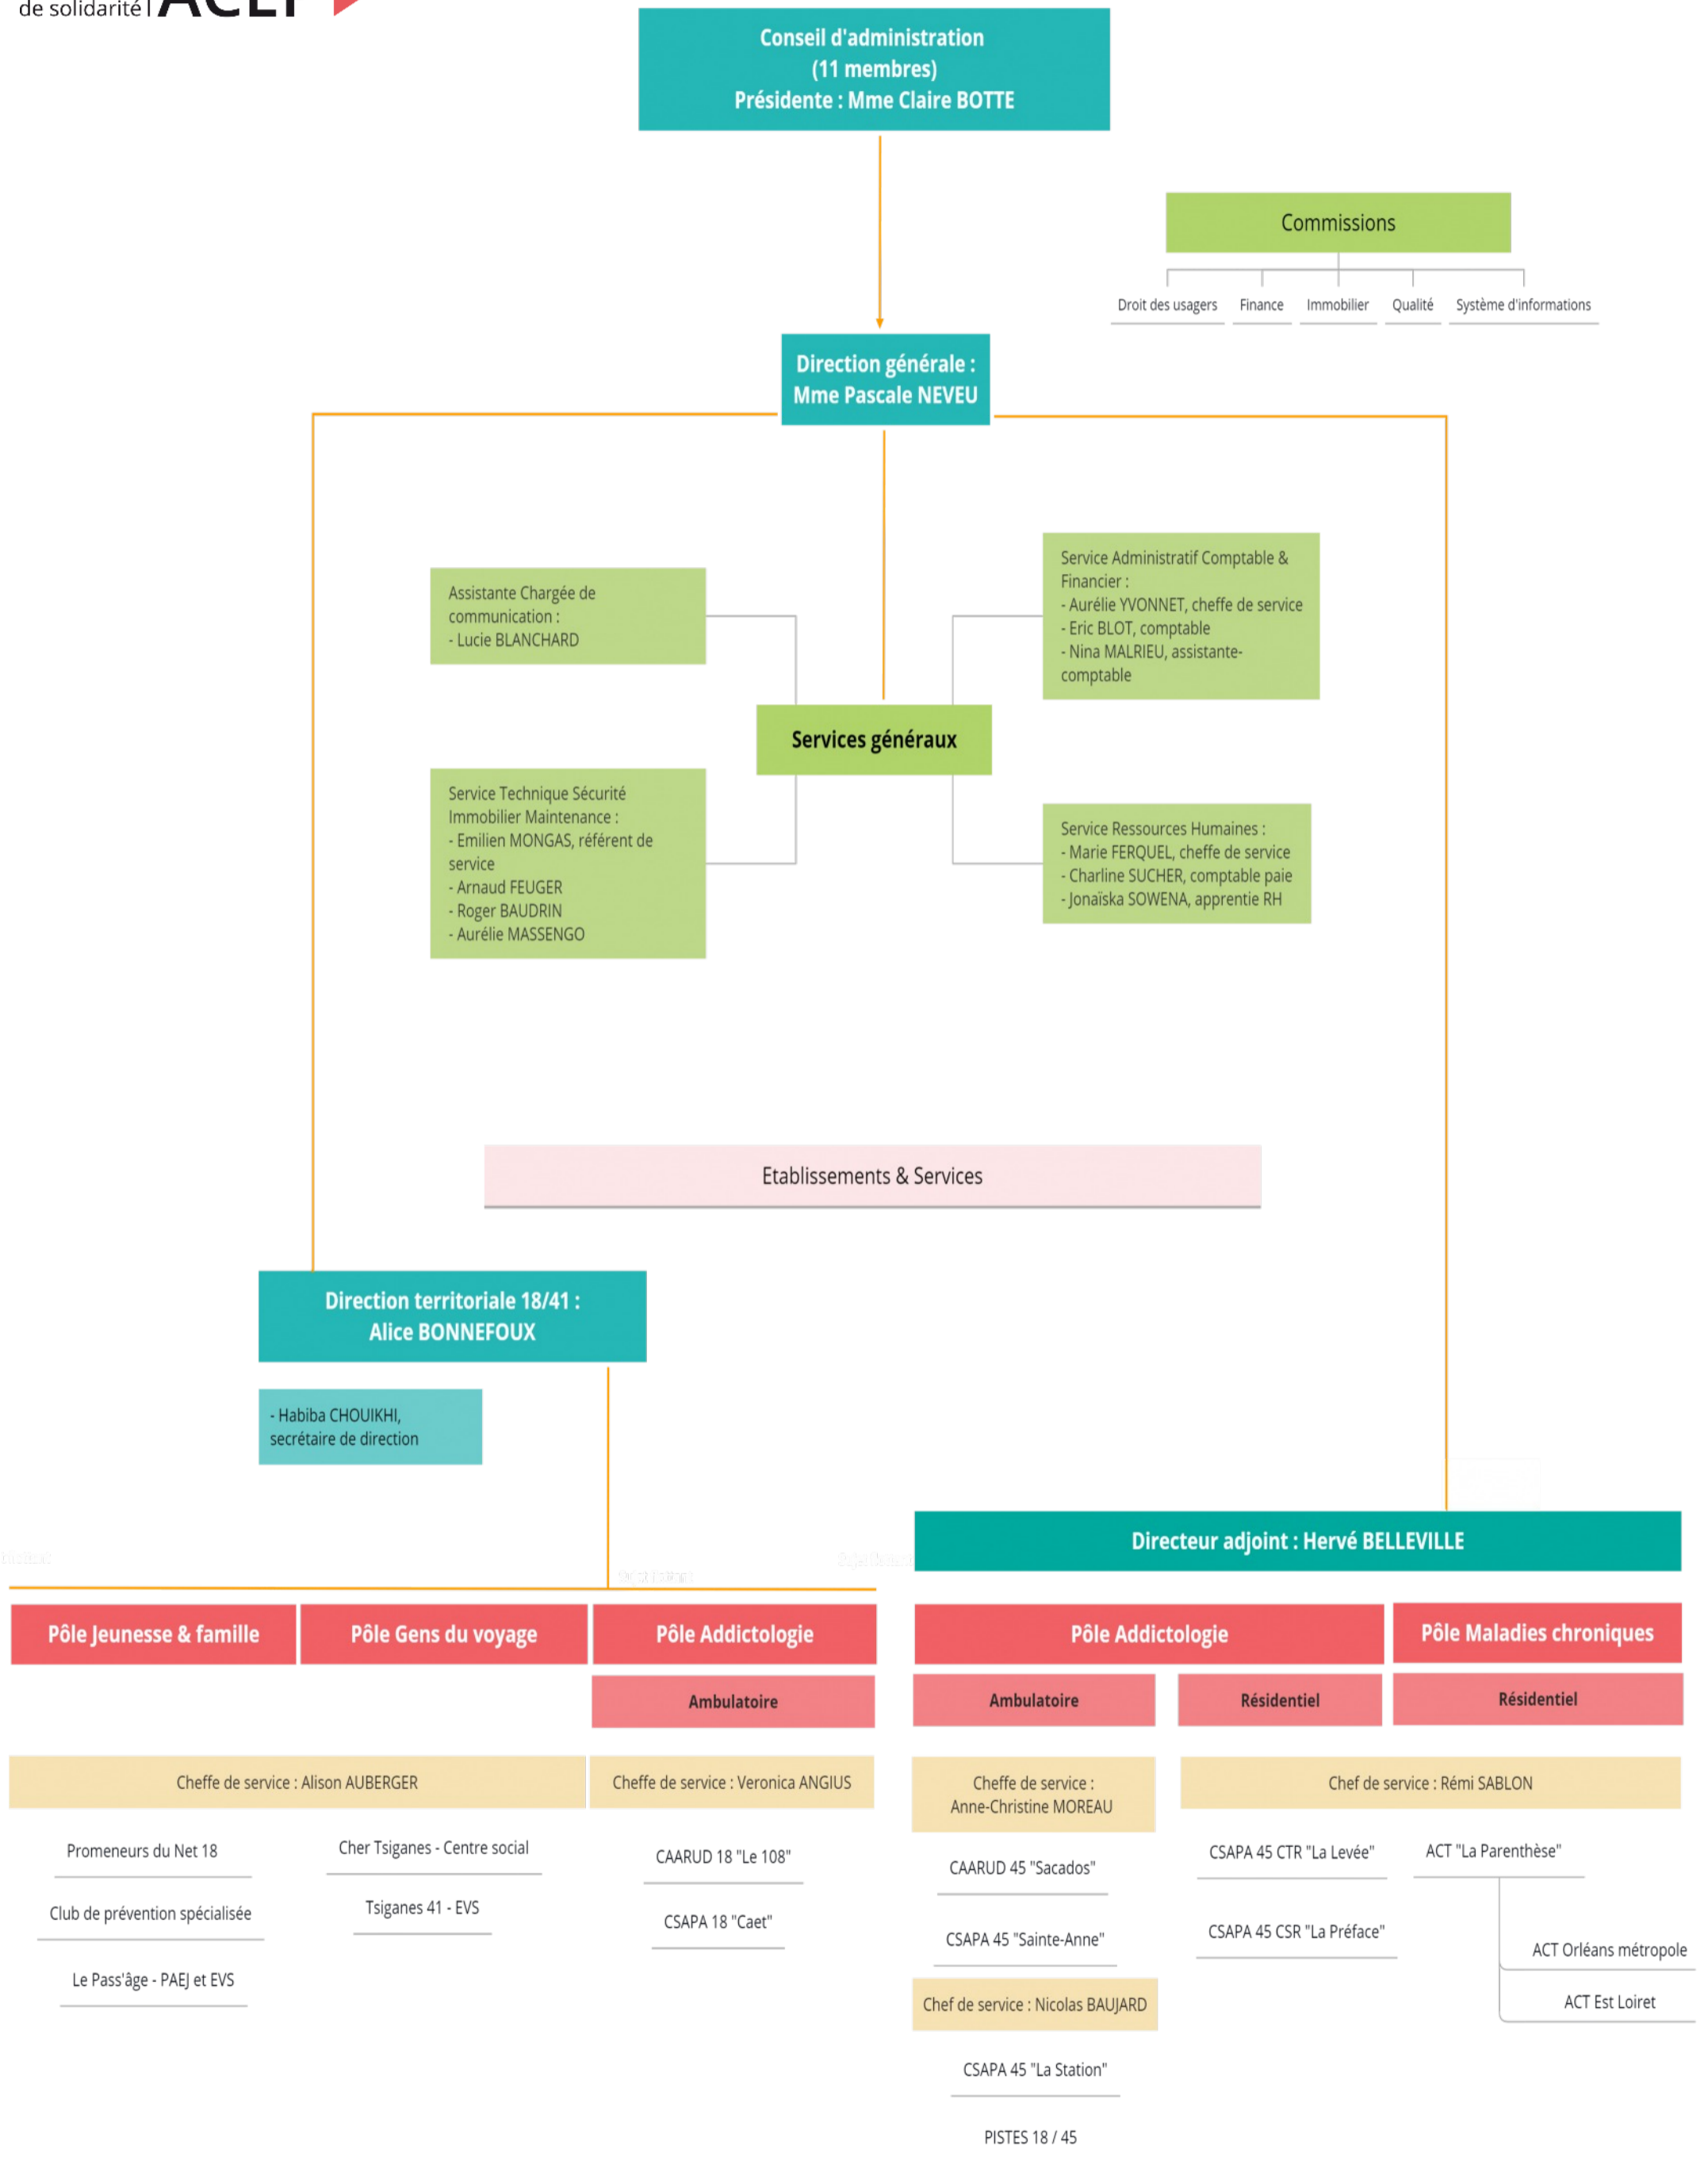 de solidarité
Conseil d'administration
(11 membres)
Présidente : Mme Claire BOTTE
Commissions
Droit des usagers
Finance
Immobilier
Qualité
Système d'informations
Direction générale :
Mme Pascale NEVEU
Assistante Chargée de
communication :
- Lucie BLANCHARD
Service Administratif Comptable &
Financier :
- Aurélie YVONNET, cheffe de service
- Eric BLOT, comptable
- Nina MALRIEU, assistante-
comptable
Services généraux
Service Technique Sécurité
Immobilier Maintenance :
- Emilien MONGAS, référent de
service
- Arnaud FEUGER
- Roger BAUDRIN
- Aurélie MASSENGO
Service Ressources Humaines :
- Marie FERQUEL, cheffe de service
- Charline SUCHER, comptable paie
- Jonaïska SOWENA, apprentie RH
Etablissements & Services
Direction territoriale 18/41 :
Alice BONNEFOUX
- Habiba CHOUIKHI,
secrétaire de direction
Directeur adjoint : Hervé BELLEVILLE
Pôle Jeunesse & famille
Pôle Gens du voyage
Pôle Addictologie
Pôle Addictologie
Pôle Maladies chroniques
Ambulatoire
Ambulatoire
Résidentiel
Résidentiel
Cheffe de service : Alison AUBERGER
Cheffe de service : Veronica ANGIUS
Cheffe de service :
Anne-Christine MOREAU
Chef de service : Rémi SABLON
Promeneurs du Net 18
Club de prévention spécialisée
Le Pass'âge - PAEJ et EVS
Cher Tsiganes - Centre social
Tsiganes 41 - EVS
CAARUD 18 "Le 108"
CSAPA 18 "Caet"
CAARUD 45 "Sacados"
CSAPA 45 "Sainte-Anne"
Chef de service : Nicolas BAUJARD
CSAPA 45 "La Station"
PISTES 18 / 45
CSAPA 45 CTR "La Levée"
CSAPA 45 CSR "La Préface"
ACT "La Parenthèse"
ACT Orléans métropole
ACT Est Loiret